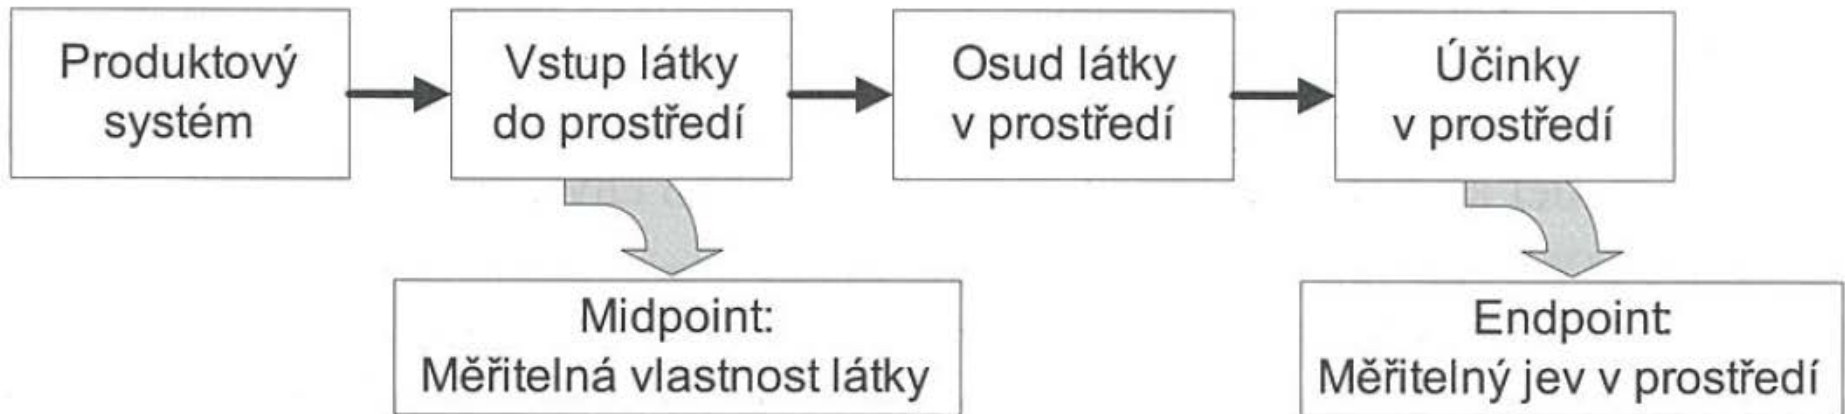 Produktový
systém
Vstup látky
do prostředí
Osud látky
v prostředí
Účinky
v prostředí
Midpoint:
Měřitelná vlastnost látky
Endpoint:
Měřitelný jev v prostředí